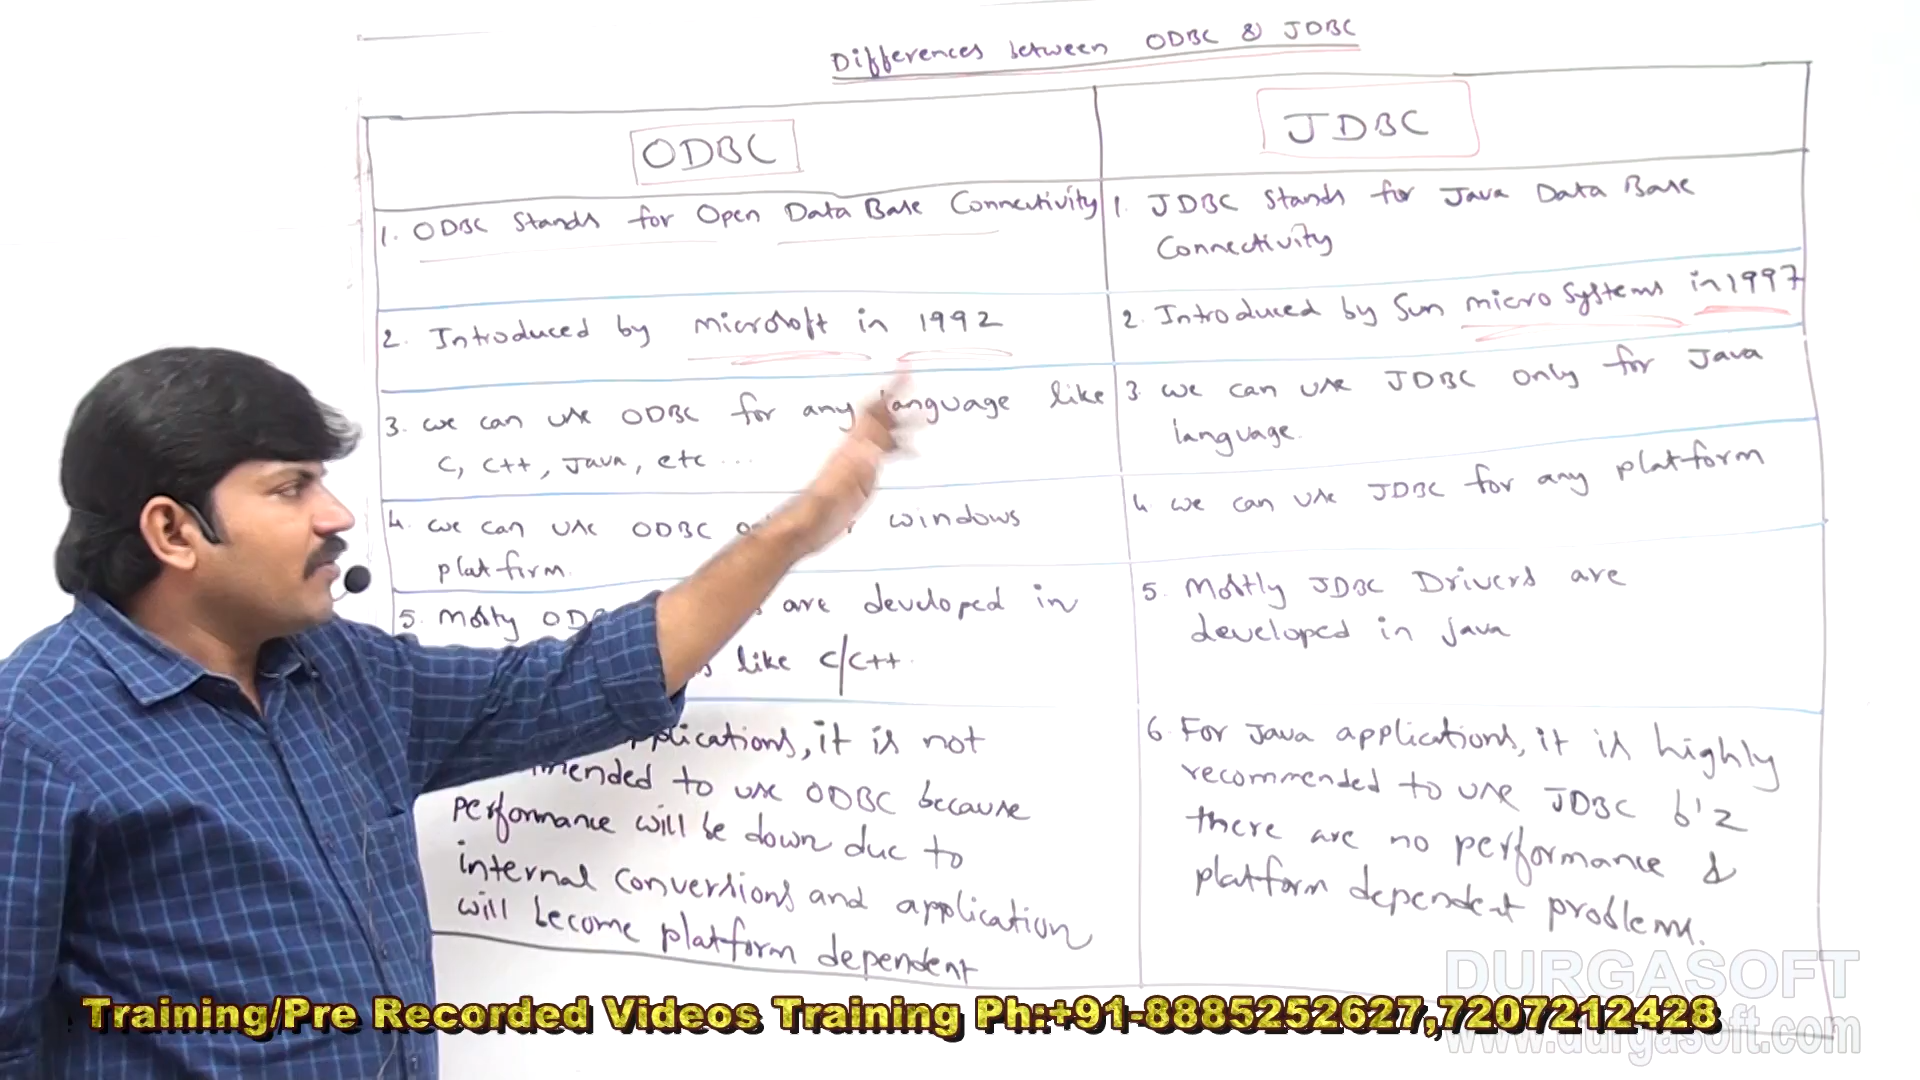 Differences between ODBC & JDBC
ODBC
JDBC
1. ODBC Stands for Open Data Base Connectivity
1. JDBC Stands for Java Data Base
Connectivity
2. Introduced by microsoft in 1992
2. Introduced by Sun micro Systems in 1997
3. we can use ODBC for any language like
C, C++, Java, etc ...
3. we can use JDBC only for Java
language.
4. we can use ODBC windows
platform.
4. we can use JDBC for any platform
5. Mostly are developed in
like C/C++.
5. Mostly JDBC Drivers are
developed in java
it is not
to use ODBC because
performance will be down due to
internal conversions and application
will become platform dependent
6. For Java applications, it is highly
recommended to use JDBC b'z
there are no performance &
platform dependent problems.
DURGASOFT
www.durgasoft.com
Training/Pre Recorded Videos Training Ph:+91-8885252627,7207212428